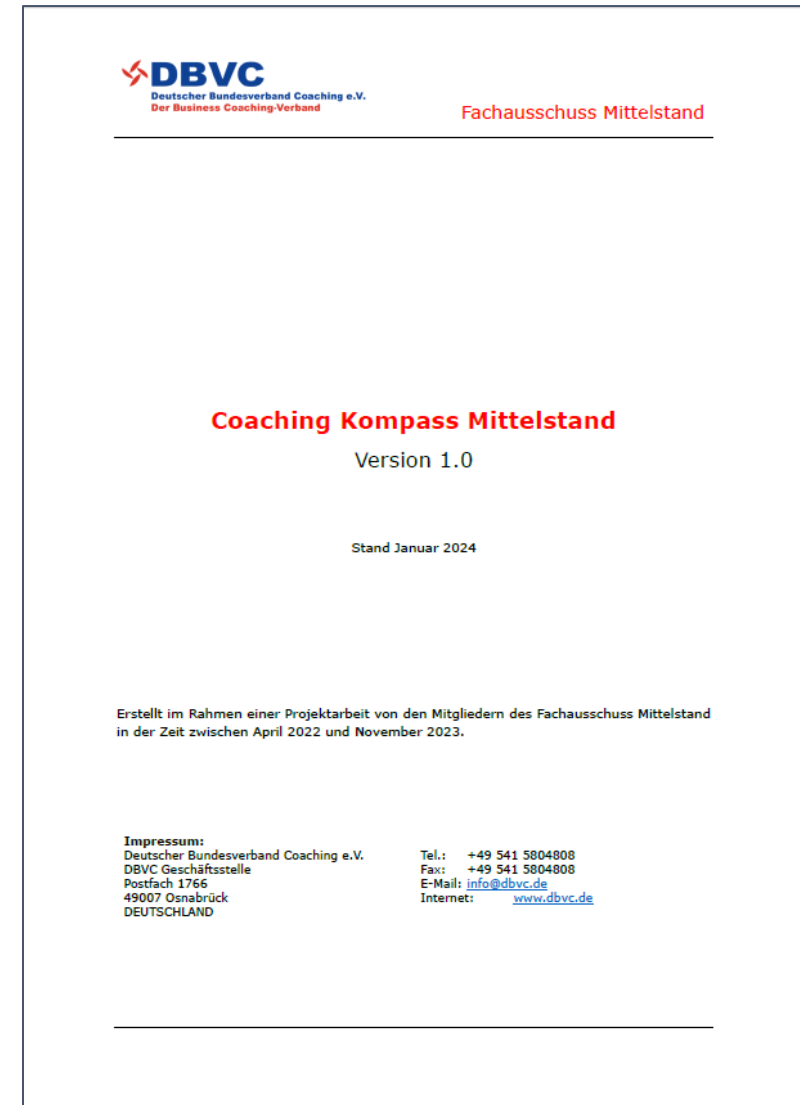 DBVC
Deutscher Bundesverband Coaching e.V.
Der Business Coaching-Verband
Fachausschuss Mittelstand
Coaching Kompass Mittelstand
Version 1.0
Stand Januar 2024
Erstellt im Rahmen einer Projektarbeit von den Mitgliedern des Fachausschuss Mittelstand
in der Zeit zwischen April 2022 und November 2023.
Impressum:
Deutscher Bundesverband Coaching e.V.
DBVC Geschäftsstelle
Postfach 1766
49007 Osnabrück
DEUTSCHLAND
Tel.: +49 541 5804808
Fax: +49 541 5804808
E-Mail: info@dbvc.de
Internet: www.dbvc.de